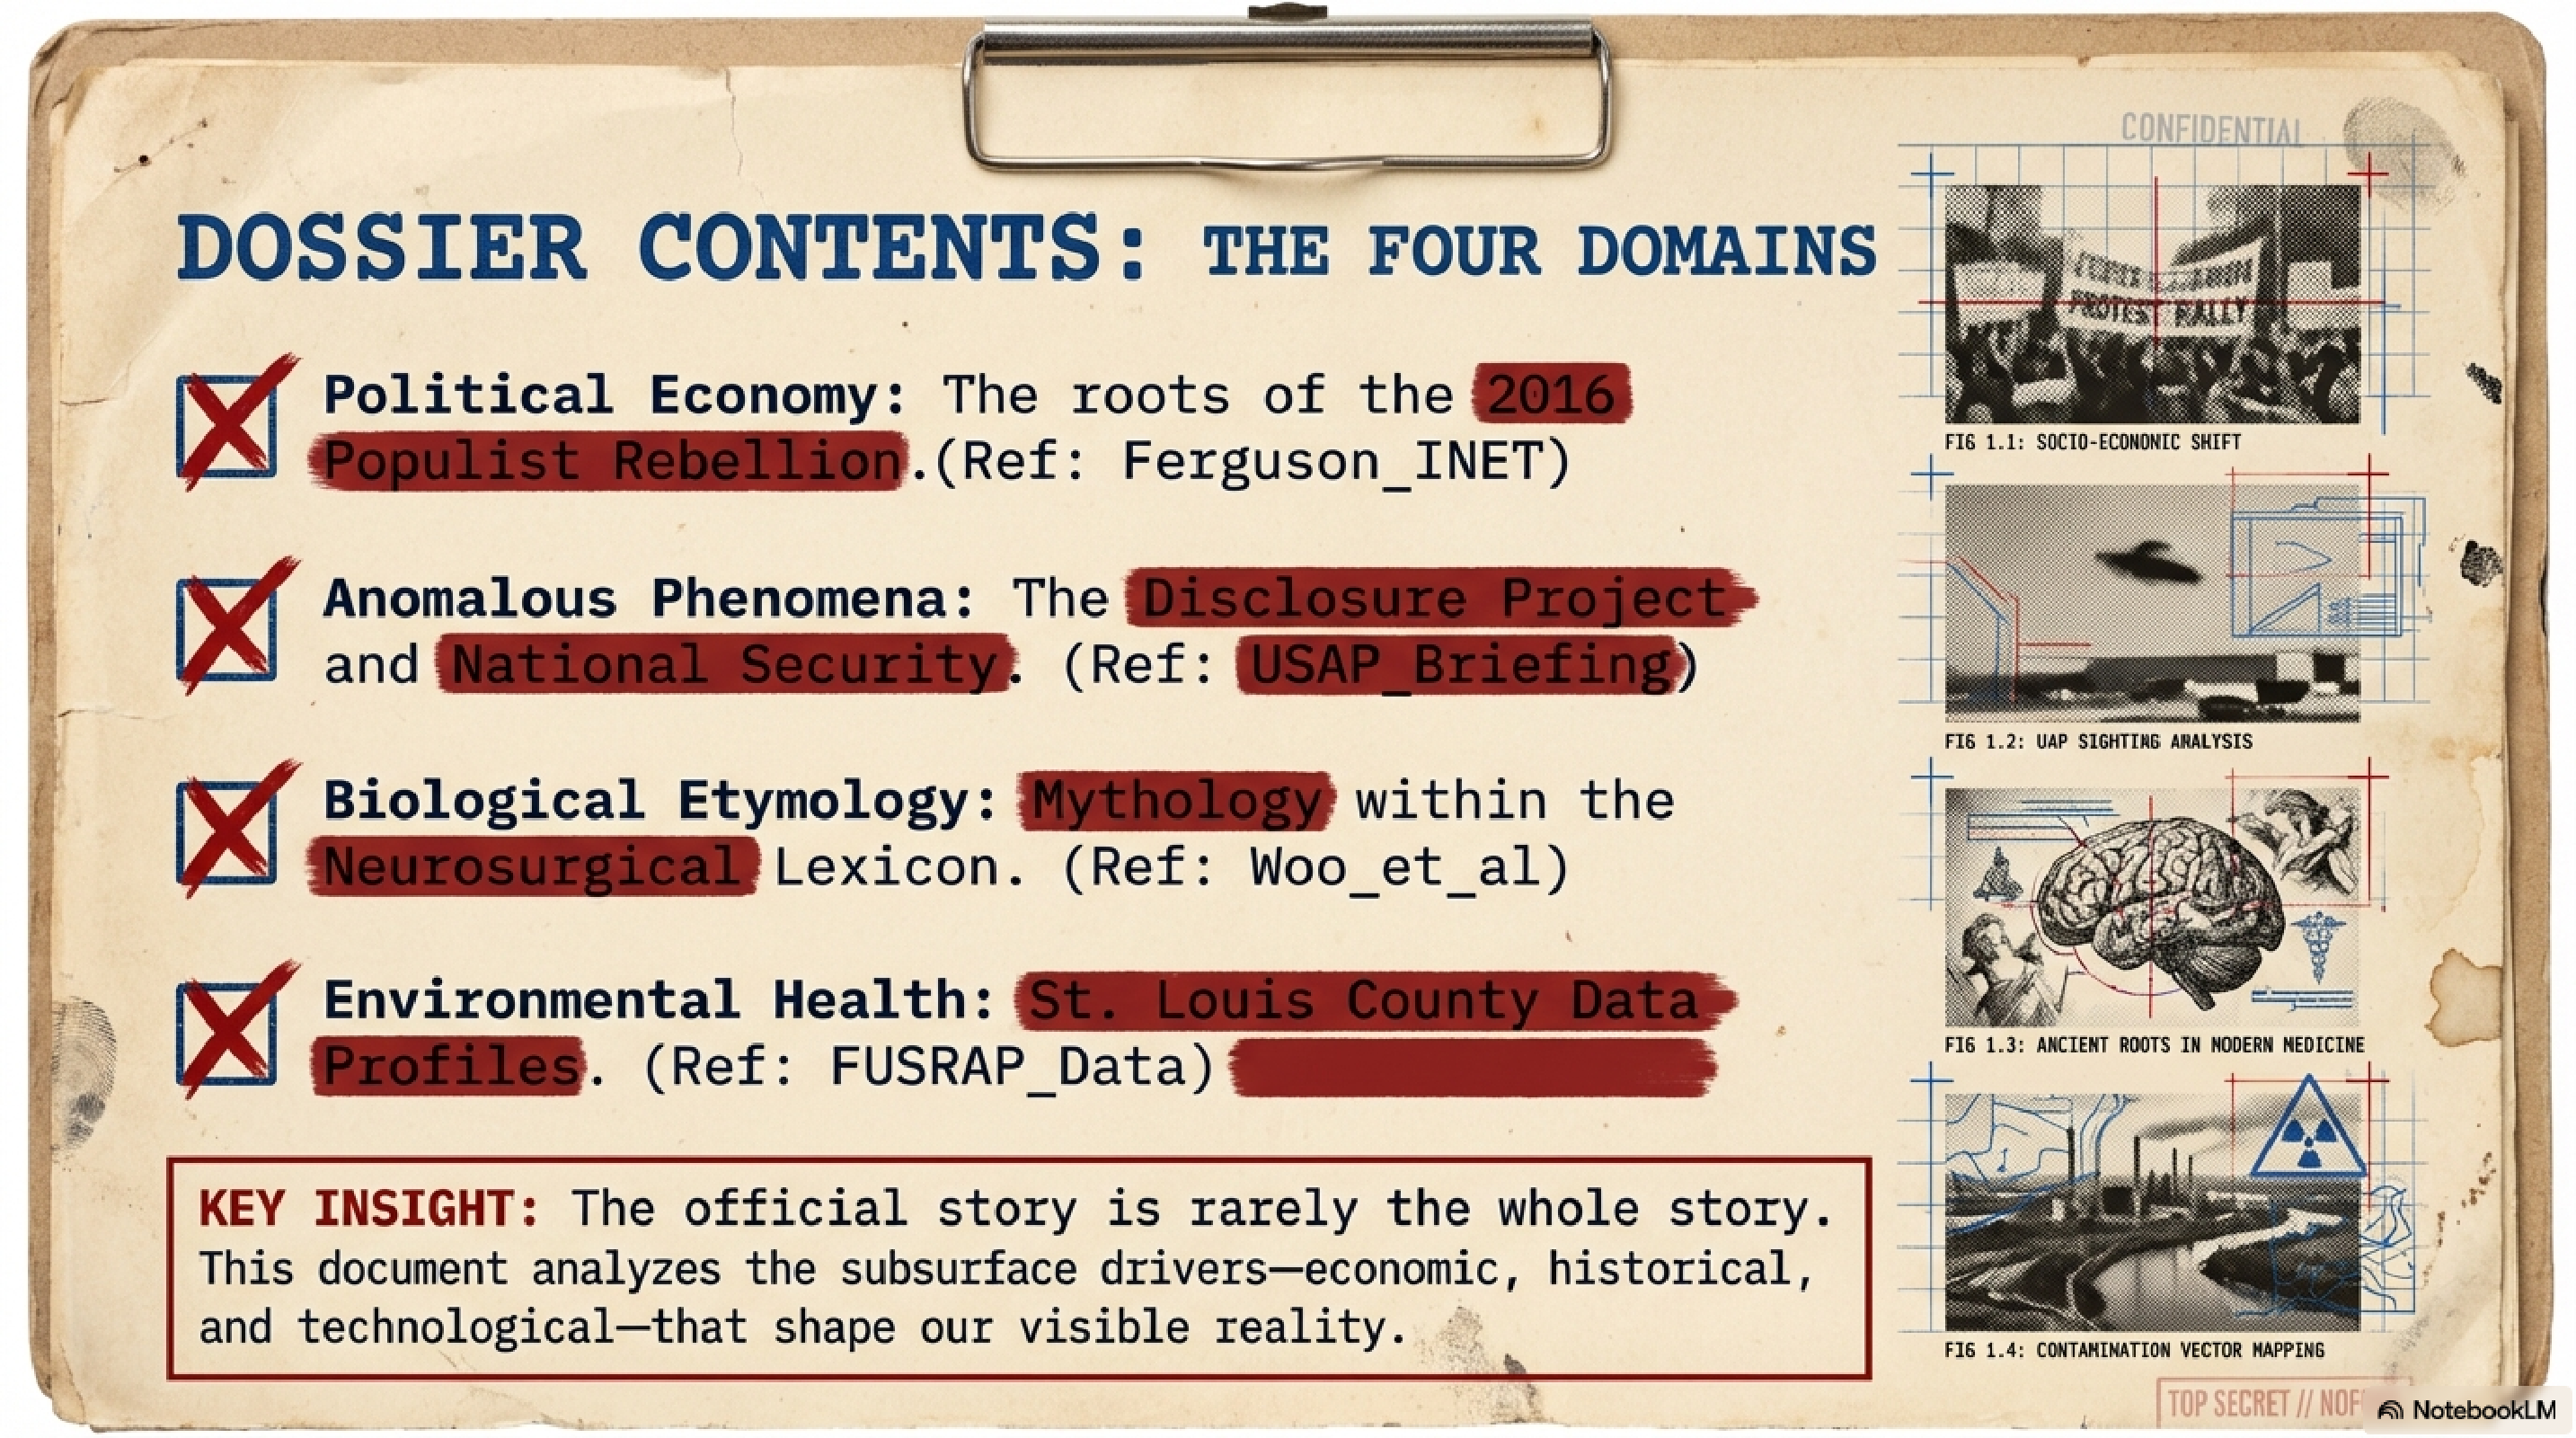 CONFIDENTIAL
DOSSIER CONTENTS: THE FOUR DOMAINS
Political Economy: The roots of the 2016
Populist Rebellion.(Ref: Ferguson_INET)
Anomalous Phenomena: The Disclosure Project
and National Security. (Ref: USAP_Briefing)
Biological Etymology: Mythology within the
Neurosurgical Lexicon. (Ref: Woo_et_al)
Environmental Health: St. Louis County Data
Profiles. (Ref: FUSRAP_Data)
KEY INSIGHT: The official story is rarely the whole story.
This document analyzes the subsurface drivers—economic, historical,
and technological—that shape our visible reality.
PROTEST RALLY
FIG 1.1: SOCIO-ECONONIC SHIFT
FIG 1.2: UAP SIGHTING ANALYSIS
FIG 1.3: ANCIENT ROOTS IN MODERN MEDICINE
FIG 1.4: CONTAMINATION VECTOR MAPPING
TOP SECRET // NOF
NotebookLM